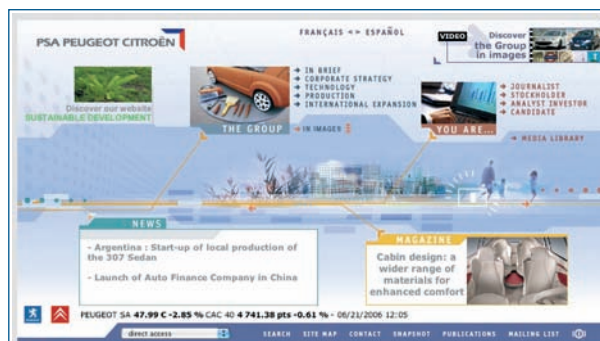 PSA PEUGEOT CITROËN
FRANÇAIS <> ESPAÑOL
VIDEO
Discover
the Group
in images
Discover our website
SUSTAINABLE DEVELOPMENT
THE GROUP
IN BRIEF
CORPORATE STRATEGY
TECHNOLOGY
PRODUCTION
INTERNATIONAL EXPANSION
IN IMAGES
YOU ARE...
JOURNALIST
STOCKHOLDER
ANALYST INVESTOR
CANDIDATE
MEDIA LIBRARY
NEWS
- Argentina : Start-up of local production of
the 307 Sedan
- Launch of Auto Finance Company in China
MAGAZINE
Cabin design: a
wider range of
materials for
enhanced comfort
PEUGEOT SA 47.99 € -2.85 % CAC 40 4 741.38 pts -0.61 % - 06/21/2006 12:05
direct access
SEARCH SITE MAP CONTACT SNAPSHOT PUBLICATIONS MAILING LIST